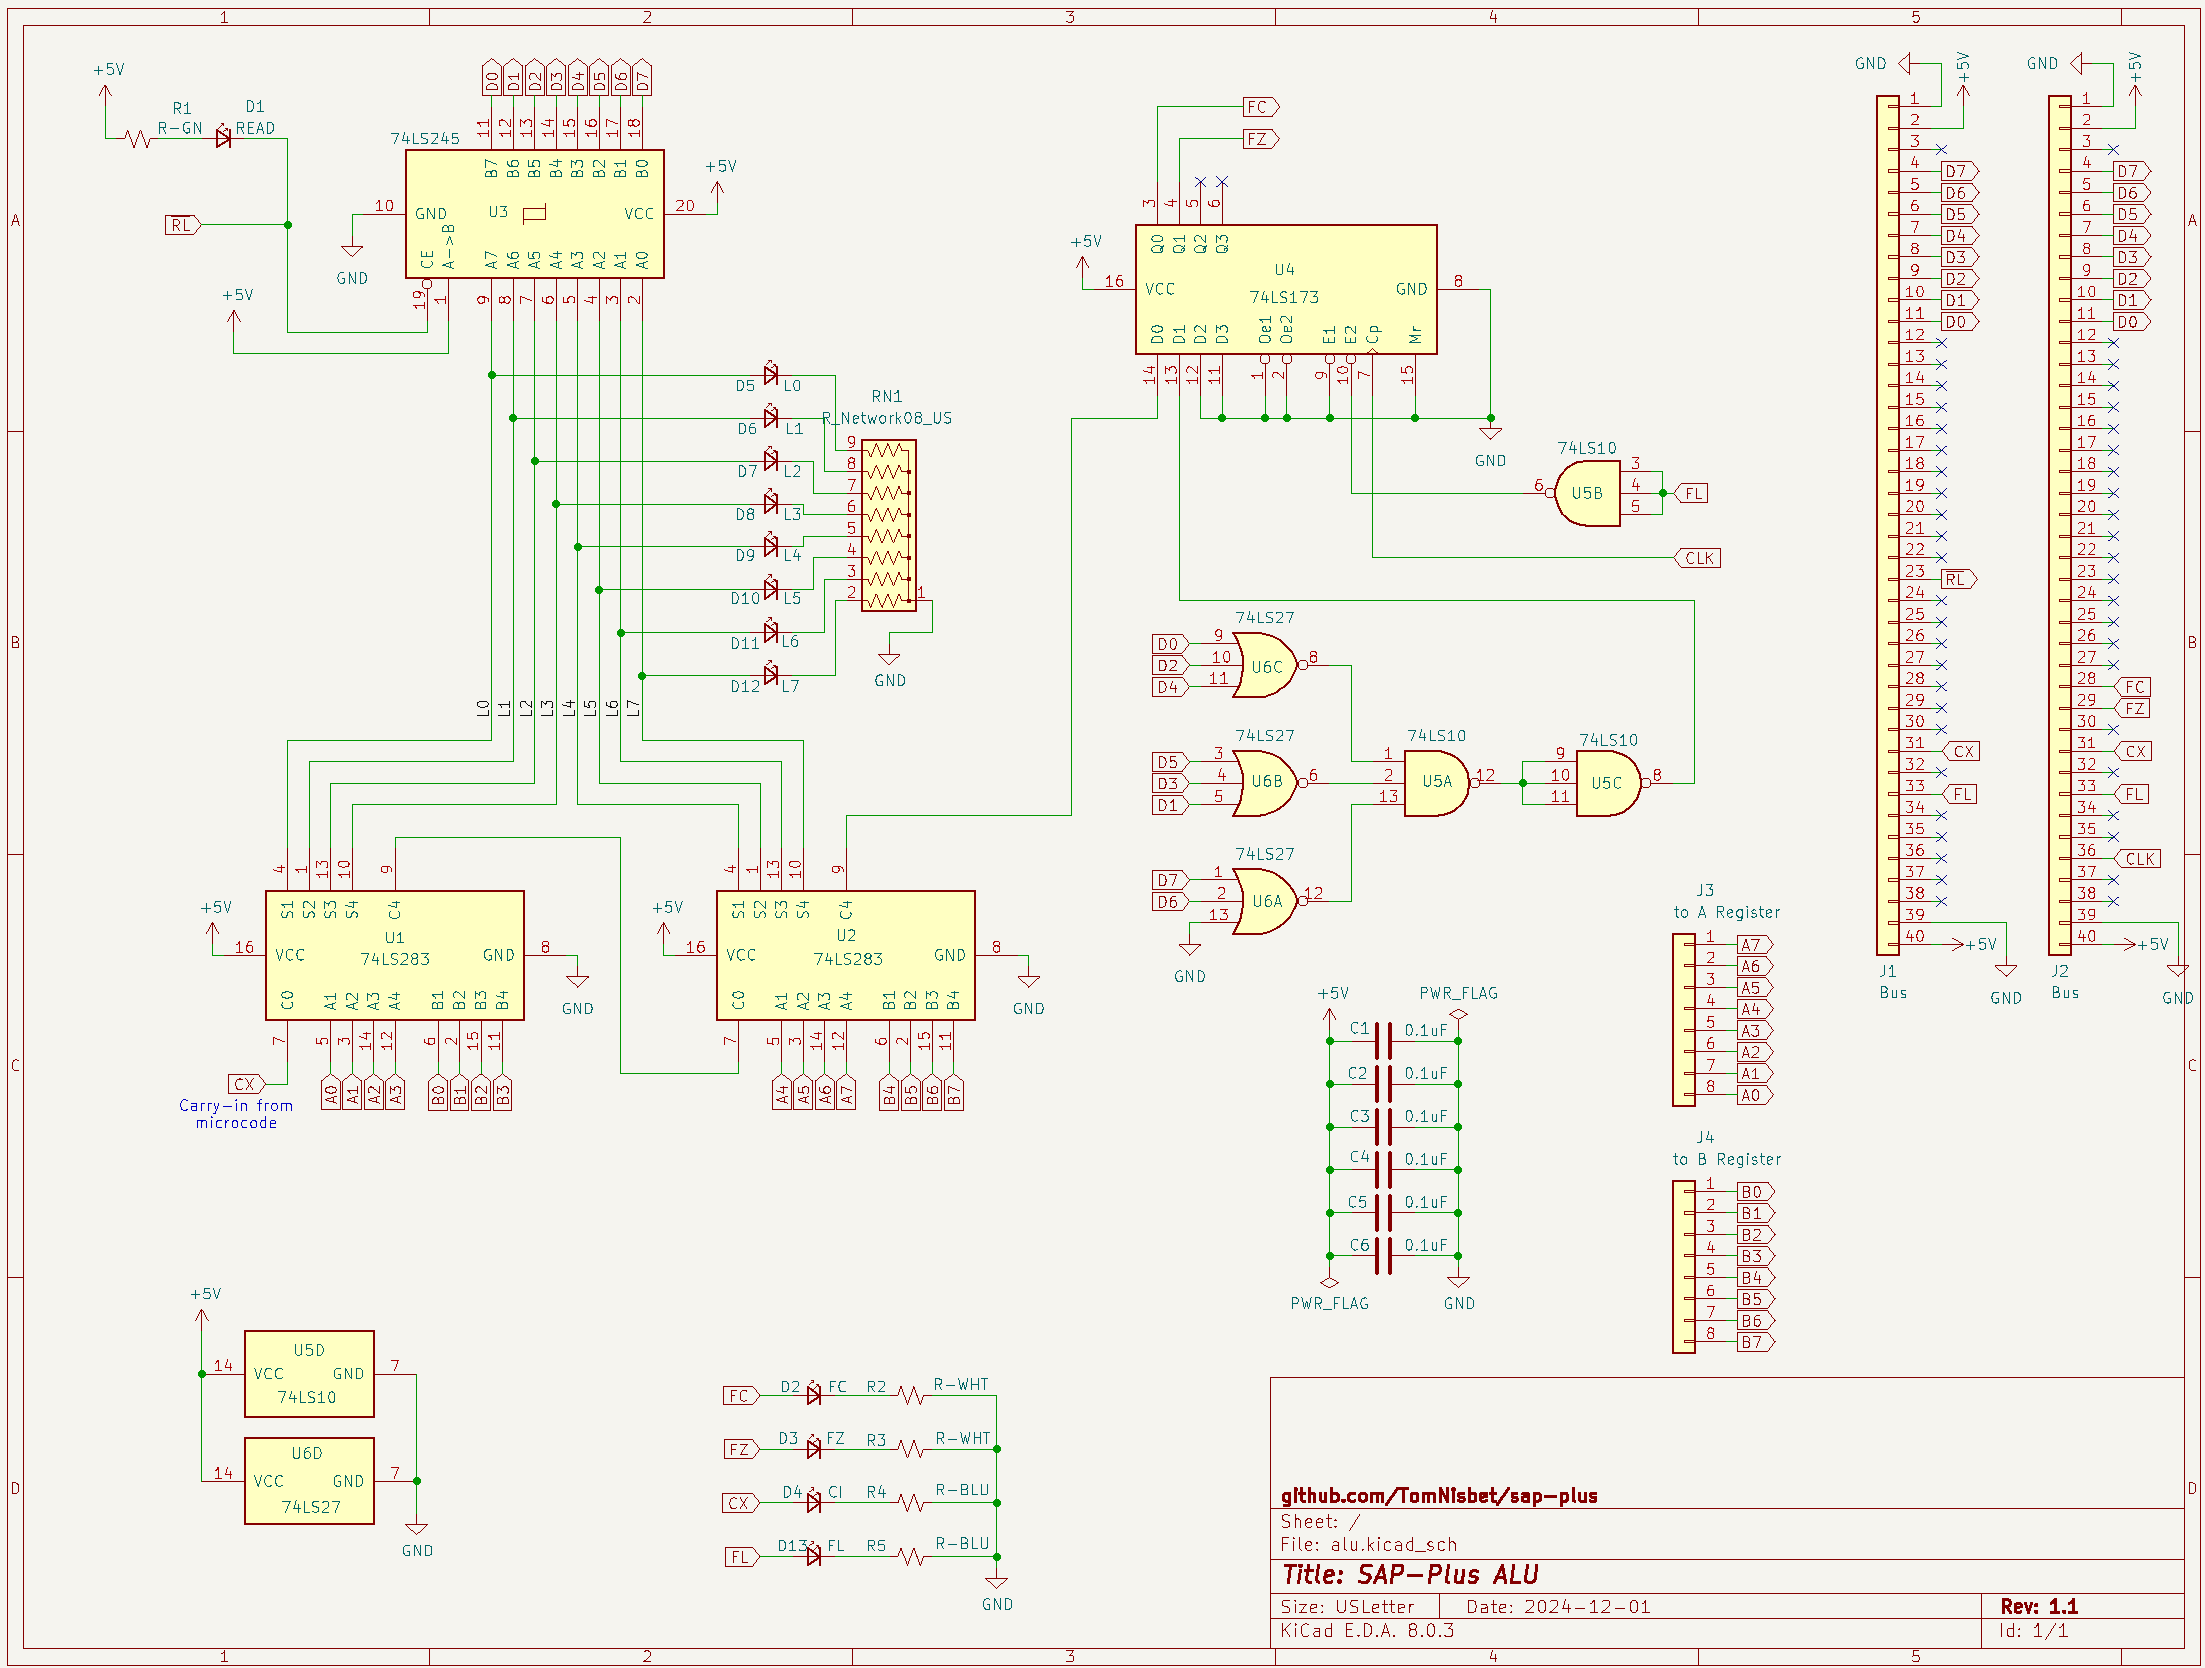 1 2 3 4 5
A B C D
+5V
R1
R-GN
D1
READ
RL
+5V
D0 D1 D2 D3 D4 D5 D6 D7
11 12 13 14 15 16 17 18
74LS245
B7 B6 B5 B4 B3 B2 B1 B0
10 GND U3 VCC 20
+5V
GND
CE A->B A7 A6 A5 A4 A3 A2 A1 A0
19 1 9 8 7 6 5 4 3 2
D5 L0
D6 L1
D7 L2
D8 L3
D9 L4
D10 L5
D11 L6
D12 L7
RN1
R_Network08_US
9
8
7
6
5
4
3
2
1
GND
L0 L1 L2 L3 L4 L5 L6 L7
4 1 13 10 9
S1 S2 S3 S4 C4
+5V
16 VCC
U1
74LS283
GND 8
GND
C0 A1 A2 A3 A4 B1 B2 B3 B4
7 5 3 14 12 6 2 15 11
CX
A0 A1 A2 A3 B0 B1 B2 B3
Carry-in from
microcode
4 1 13 10 9
S1 S2 S3 S4 C4
+5V
16 VCC
U2
74LS283
GND 8
GND
C0 A1 A2 A3 A4 B1 B2 B3 B4
7 5 3 14 12 6 2 15 11
A4 A5 A6 A7 B4 B5 B6 B7
FC
FZ
3 4 5 6
Q0 Q1 Q2 Q3
+5V
16 VCC
U4
74LS173
GND 8
D0 D1 D2 D3 Oe1 Oe2 E1 E2 Cp Mr
14 13 12 11 1 2 9 10 7 15
GND
74LS10
6 U5B 3 4 5
FL
CLK
74LS27
D0 9
D2 10
D4 11
U6C 8
74LS27
D5 3
D3 4
D1 5
U6B 6
74LS27
D7 1
D6 2
13
U6A 12
GND
74LS10
1 2 13 U5A 12
74LS10
9 10 11 U5C 8
+5V PWR_FLAG
C1 0.1uF
C2 0.1uF
C3 0.1uF
C4 0.1uF
C5 0.1uF
C6 0.1uF
PWR_FLAG GND
GND +5V
1
2
3
4 D7
5 D6
6 D5
7 D4
8 D3
9 D2
10 D1
11 D0
12
13
14
15
16
17
18
19
20
21
22
23 RL
24
25
26
27
28
29
30
31 CX
32
33 FL
34
35
36
37
38
39
40 +5V
J1
Bus
GND
GND +5V
1
2
3
4 D7
5 D6
6 D5
7 D4
8 D3
9 D2
10 D1
11 D0
12
13
14
15
16
17
18
19
20
21
22
23
24
25
26
27
28 FC
29 FZ
30
31 CX
32
33 FL
34
35
36 CLK
37
38
39
40 +5V
J2
Bus
GND
J3
to A Register
1 A7
2 A6
3 A5
4 A4
5 A3
6 A2
7 A1
8 A0
J4
to B Register
1 B0
2 B1
3 B2
4 B3
5 B4
6 B5
7 B6
8 B7
+5V
U5D
14 VCC GND 7
74LS10
U6D
14 VCC GND 7
74LS27
GND
FC D2 FC R2 R-WHT
FZ D3 FZ R3 R-WHT
CX D4 CI R4 R-BLU
FL D13 FL R5 R-BLU
GND
github.com/TomNisbet/sap-plus
Sheet: /
File: alu.kicad_sch
Title: SAP-Plus ALU
Size: USLetter Date: 2024-12-01 Rev: 1.1
KiCad E.D.A. 8.0.3 Id: 1/1
1 2 3 4 5
A B C D